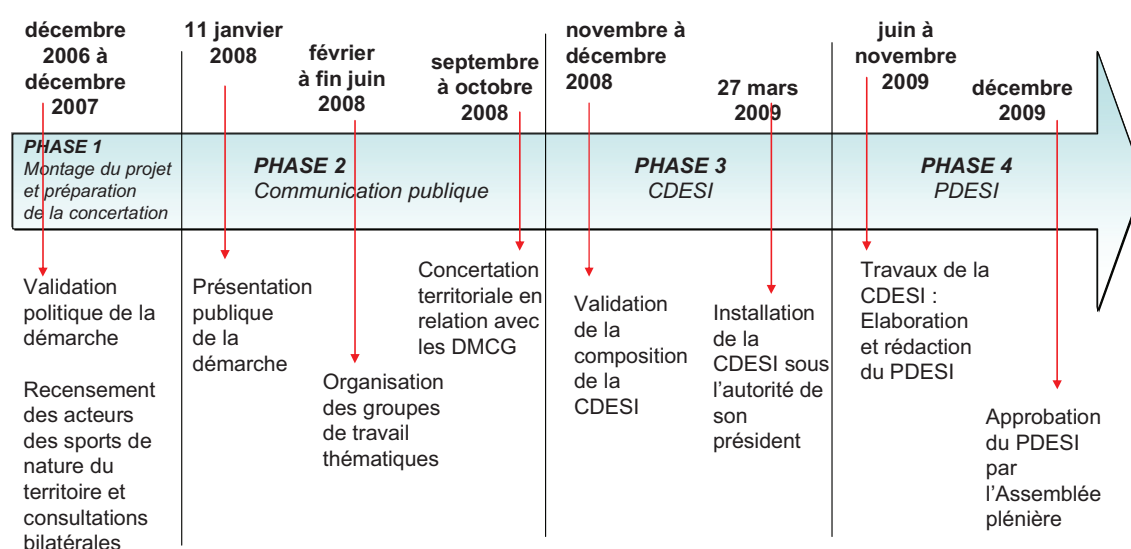 décembre
2006 à
décembre
2007
11 janvier
2008
février
à fin juin
2008
septembre
à octobre
2008
novembre à
décembre
2008
27 mars
2009
juin à
novembre
2009
décembre
2009
PHASE 1
Montage du projet
et préparation
de la concertation
PHASE 2
Communication publique
PHASE 3
CDESI
PHASE 4
PDESI
Validation
politique de la
démarche
Recensement
des acteurs
des sports de
nature du
territoire et
consultations
bilatérales
Présentation
publique
de la
démarche
Organisation
des groupes
de travail
thématiques
Concertation
territoriale en
relation avec
les DMCG
Validation
de la
composition
de la
CDESI
Installation
de la
CDESI sous
l’autorité de
son
président
Travaux de la
CDESI :
Elaboration
et rédaction
du PDESI
Approbation
du PDESI
par
l’Assemblée
plénière